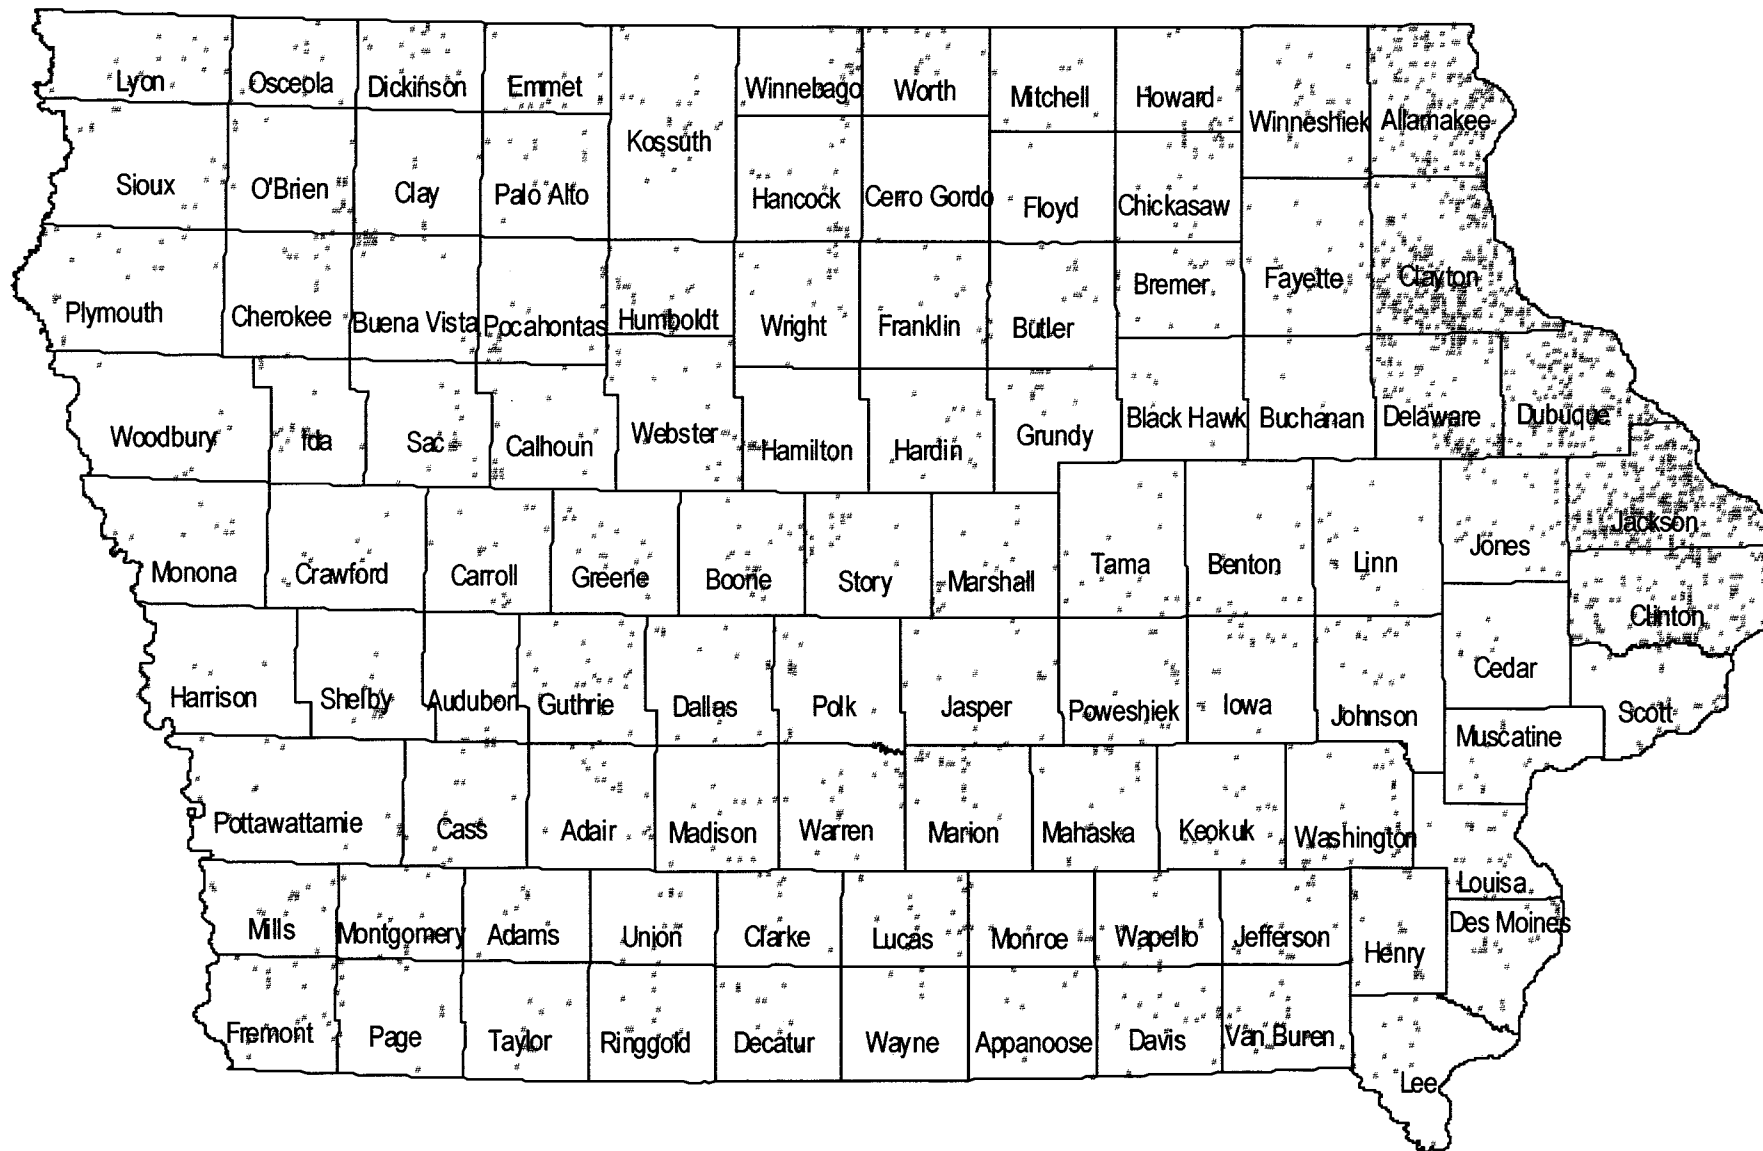 Lyon Osceola Dickinson Emmet Winnebago Worth Mitchell Howard
Kossuth Winneshiek Allamakee
Sioux O'Brien Clay Palo Alto Hancock Cerro Gordo Floyd Chickasaw
Plymouth Cherokee Buena Vista Pocahontas Humboldt Wright Franklin Butler Bremer Fayette Clayton
Woodbury Ida Sac Calhoun Webster Hamilton Hardin Grundy Black Hawk Buchanan Delaware Dubuque
Monona Crawford Carroll Greene Boone Story Marshall Tama Benton Linn Jones Jackson
Clinton
Harrison Shelby Audubon Guthrie Dallas Polk Jasper Poweshiek Iowa Johnson Cedar Scott
Muscatine
Pottawattamie Cass Adair Madison Warren Marion Mahaska Keokuk Washington
Louisa
Mills Montgomery Adams Union Clarke Lucas Monroe Wapello Jefferson Henry Des Moines
Fremont Page Taylor Ringgold Decatur Wayne Appanoose Davis Van Buren
Lee